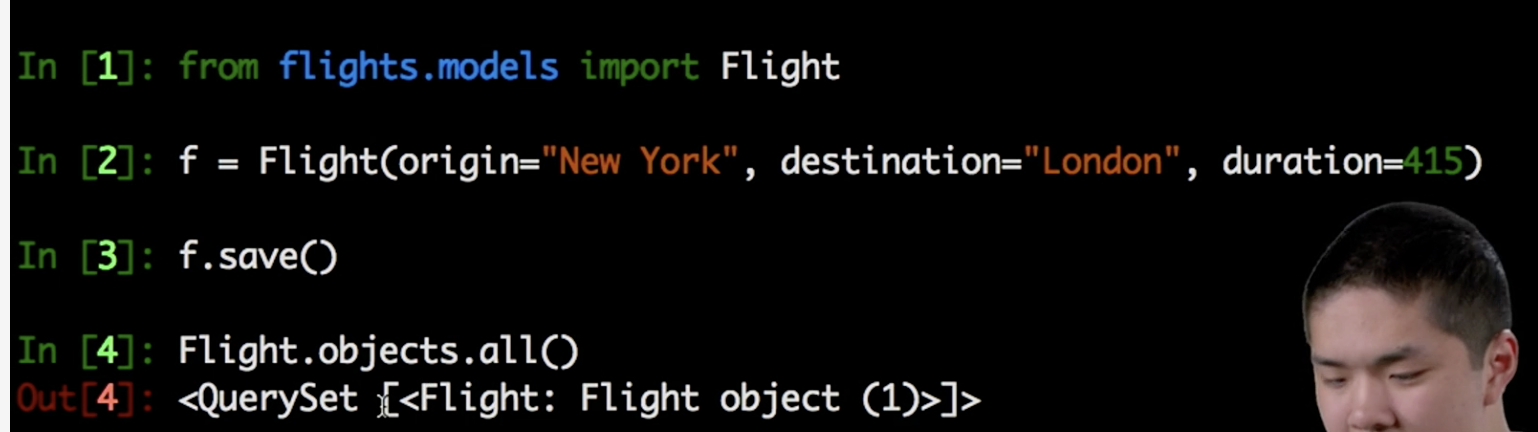 In [1]: from flights.models import Flight
In [2]: f = Flight(origin="New York", destination="London", duration=415)
In [3]: f.save()
In [4]: Flight.objects.all()
Out[4]: <QuerySet [<Flight: Flight object (1)>]>